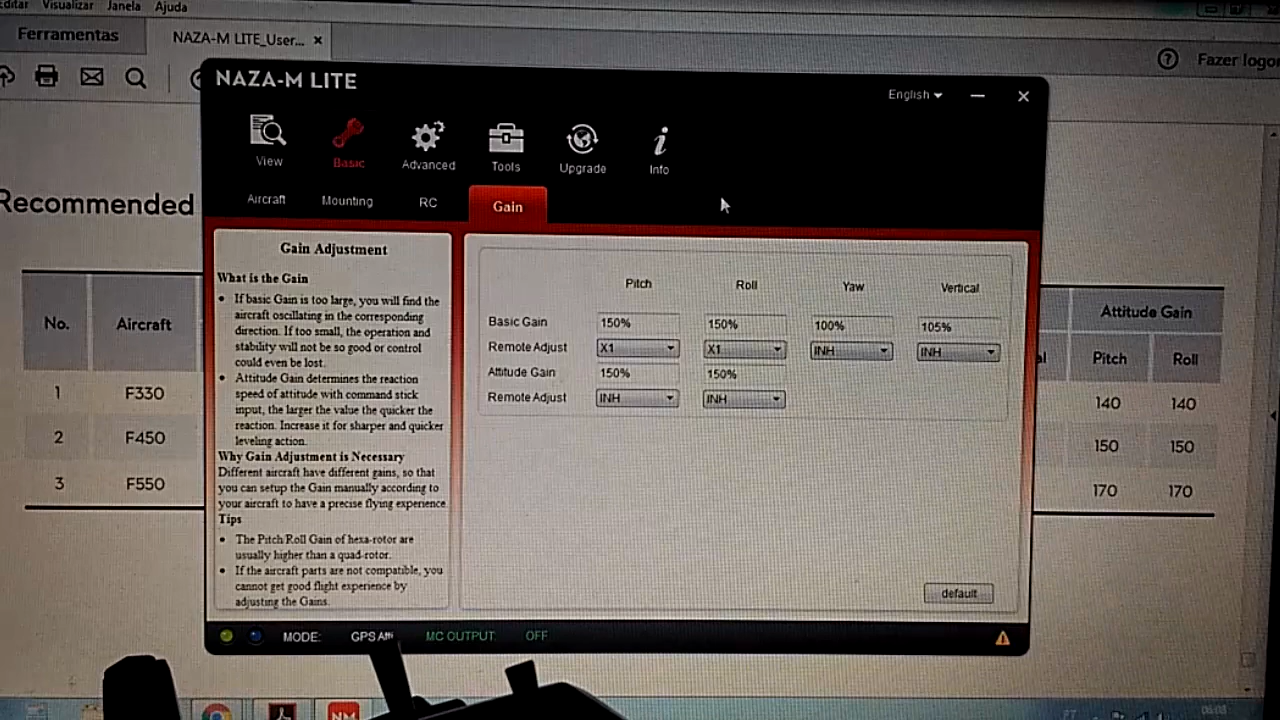 Editar Visualizar Janela Ajuda
Ferramentas
NAZA-M LITE_User... ×
Fazer logo
NAZA-M LITE
English
View
Basic
Advanced
Tools
Upgrade
Info
Aircraft
Mounting
RC
Gain
Recommended
Gain Adjustment
What is the Gain
• If basic Gain is too large, you will find the
aircraft oscillating in the corresponding
direction. If too small, the operation and
stability will not be so good or control
could even be lost.
• Attitude Gain determines the reaction
speed of attitude with command stick
input, the larger the value the quicker the
reaction. Increase it for sharper and quicker
leveling action.
Why Gain Adjustment is Necessary
Different aircraft have different gains, so that
you can setup the Gain manually according to
your aircraft to have a precise flying experience
Tips
• The Pitch Roll Gain of hexa-rotor are
usually higher than a quad-rotor.
• If the aircraft parts are not compatible, you
cannot get good flight experience by
adjusting the Gains.
Pitch Roll Yaw Vertical
Basic Gain 150% 150% 100% 105%
Remote Adjust X1 X1 INH INH
Attitude Gain 150% 150%
Remote Adjust INH INH
default
No. Aircraft
1 F330
2 F450
3 F550
Attitude Gain
al Pitch Roll
140 140
150 150
170 170
MODE: GPS Atti MC OUTPUT: OFF
NM